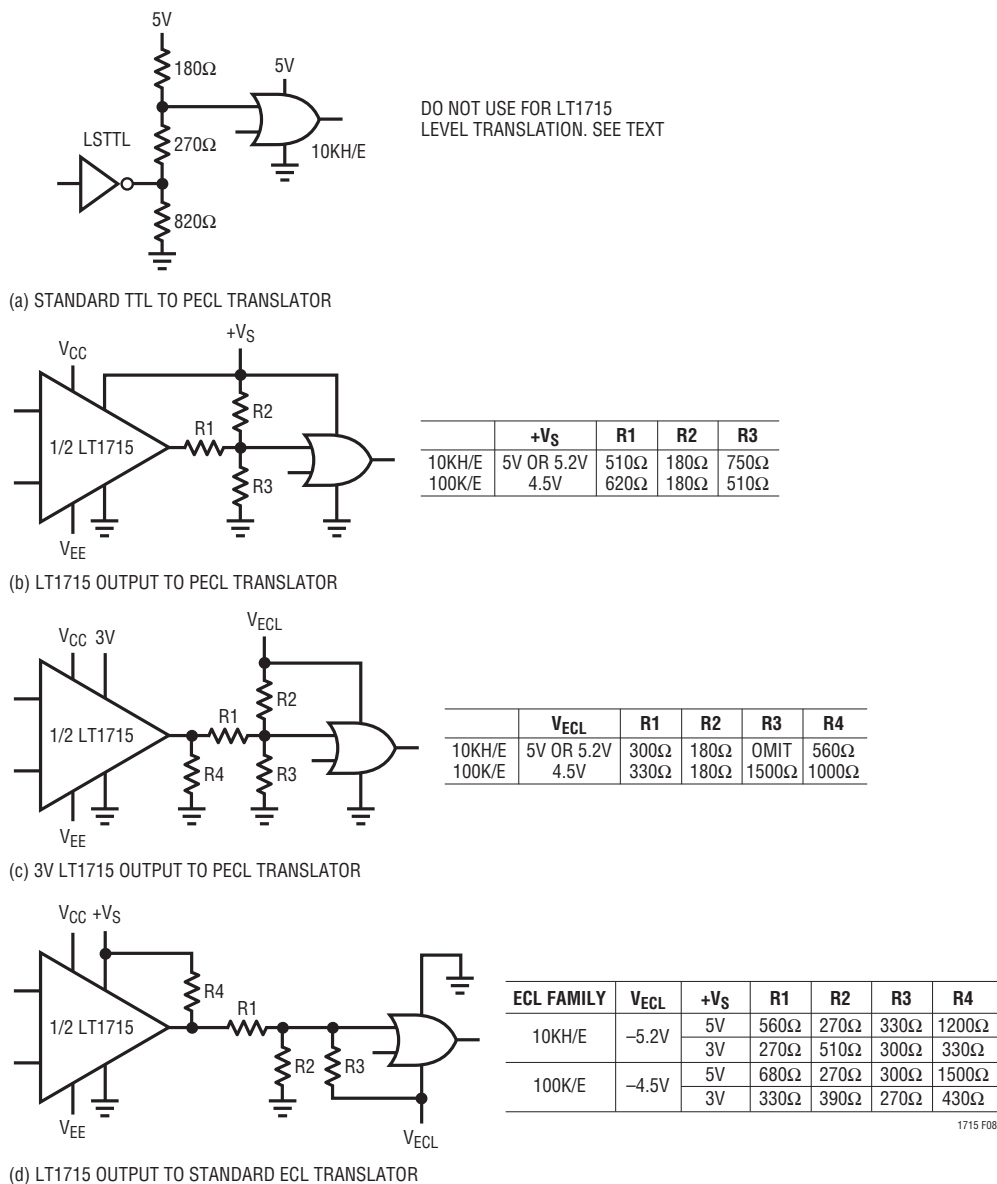 5V
180Ω
5V
LSTTL
270Ω
10KH/E
820Ω
DO NOT USE FOR LT1715
LEVEL TRANSLATION. SEE TEXT
(a) STANDARD TTL TO PECL TRANSLATOR
+VS
VCC
R2
R1
1/2 LT1715
R3
VEE
+VS R1 R2 R3
10KH/E 5V OR 5.2V 510Ω 180Ω 750Ω
100K/E 4.5V 620Ω 180Ω 510Ω
(b) LT1715 OUTPUT TO PECL TRANSLATOR
VECL
VCC 3V
R2
R1
1/2 LT1715
R4
R3
VEE
VECL R1 R2 R3 R4
10KH/E 5V OR 5.2V 300Ω 180Ω OMIT 560Ω
100K/E 4.5V 330Ω 180Ω 1500Ω 1000Ω
(c) 3V LT1715 OUTPUT TO PECL TRANSLATOR
VCC +VS
R4
R1
1/2 LT1715
R2
R3
VEE
VECL
ECL FAMILY VECL +VS R1 R2 R3 R4
10KH/E –5.2V 5V 560Ω 270Ω 330Ω 1200Ω
3V 270Ω 510Ω 300Ω 330Ω
100K/E –4.5V 5V 680Ω 270Ω 300Ω 1500Ω
3V 330Ω 390Ω 270Ω 430Ω
1715 F08
(d) LT1715 OUTPUT TO STANDARD ECL TRANSLATOR